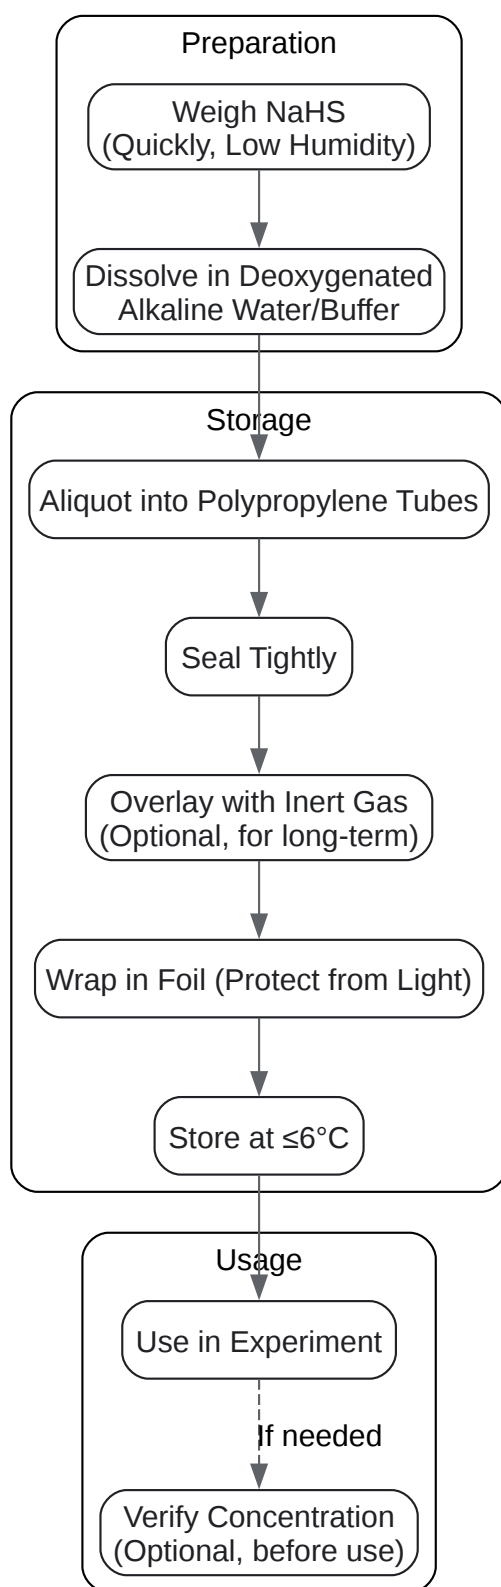 Preparation
Weigh NaHS
(Quickly, Low Humidity)
Dissolve in Deoxygenated
Alkaline Water/Buffer
Storage
Aliquot into Polypropylene Tubes
Seal Tightly
Overlay with Inert Gas
(Optional, for long-term)
Wrap in Foil (Protect from Light)
Store at ≤6°C
Usage
Use in Experiment
If needed
Verify Concentration
(Optional, before use)